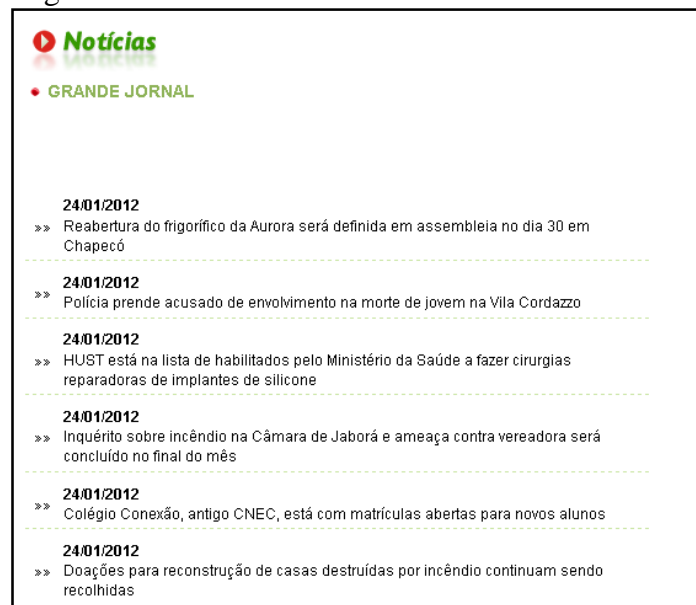 Notícias
GRANDE JORNAL
24/01/2012
»» Reabertura do frigorífico da Aurora será definida em assembleia no dia 30 em
Chapecó
24/01/2012
»» Polícia prende acusado de envolvimento na morte de jovem na Vila Cordazzo
24/01/2012
»» HUST está na lista de habilitados pelo Ministério da Saúde a fazer cirurgias
reparadoras de implantes de silicone
24/01/2012
»» Inquérito sobre incêndio na Câmara de Jaborá e ameaça contra vereadora será
concluído no final do mês
24/01/2012
»» Colégio Conexão, antigo CNEC, está com matrículas abertas para novos alunos
24/01/2012
»» Doações para reconstrução de casas destruídas por incêndio continuam sendo
recolhidas